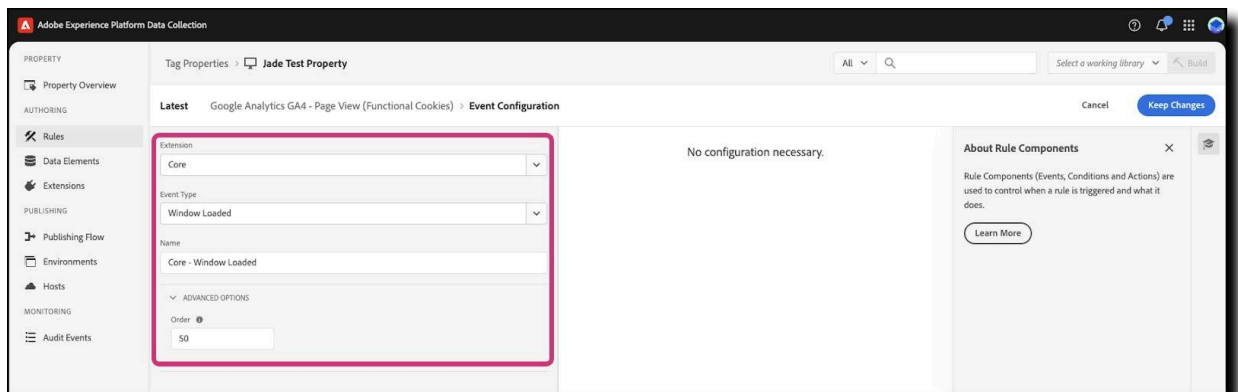 Adobe Experience Platform Data Collection
PROPERTY
Property Overview
AUTHORING
Rules
Data Elements
Extensions
PUBLISHING
Publishing Flow
Environments
Hosts
MONITORING
Audit Events
Tag Properties > Jade Test Property
All
Select a working library
Build
Latest Google Analytics GA4 - Page View (Functional Cookies) > Event Configuration
Cancel
Keep Changes
Extension
Core
Event Type
Window Loaded
Name
Core - Window Loaded
ADVANCED OPTIONS
Order
50
No configuration necessary.
About Rule Components
Rule Components (Events, Conditions and Actions) are
used to control when a rule is triggered and what it
does.
Learn More